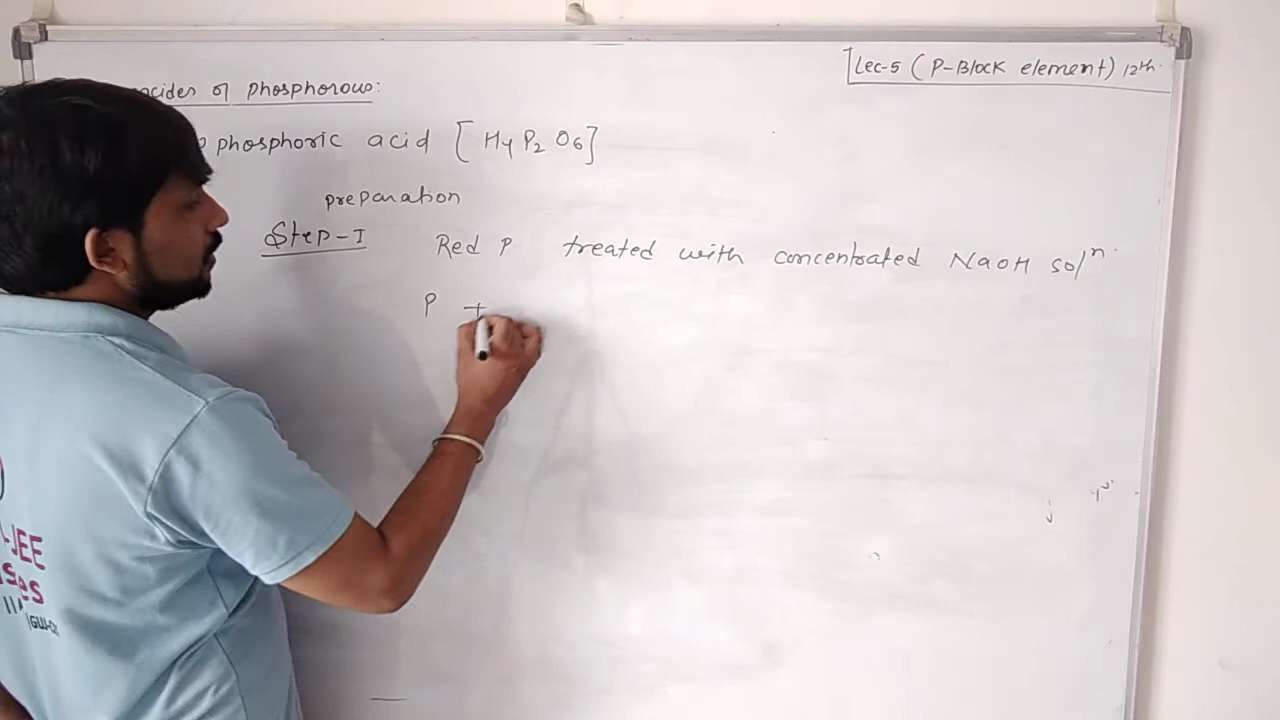 Lec-5 (P-Block element) 12th.
of phosphorous:
phosphoric acid [H4 P2 O6]
preparation
Step-I Red P treated with concentrated NaOH solⁿ.
P +
-JEE